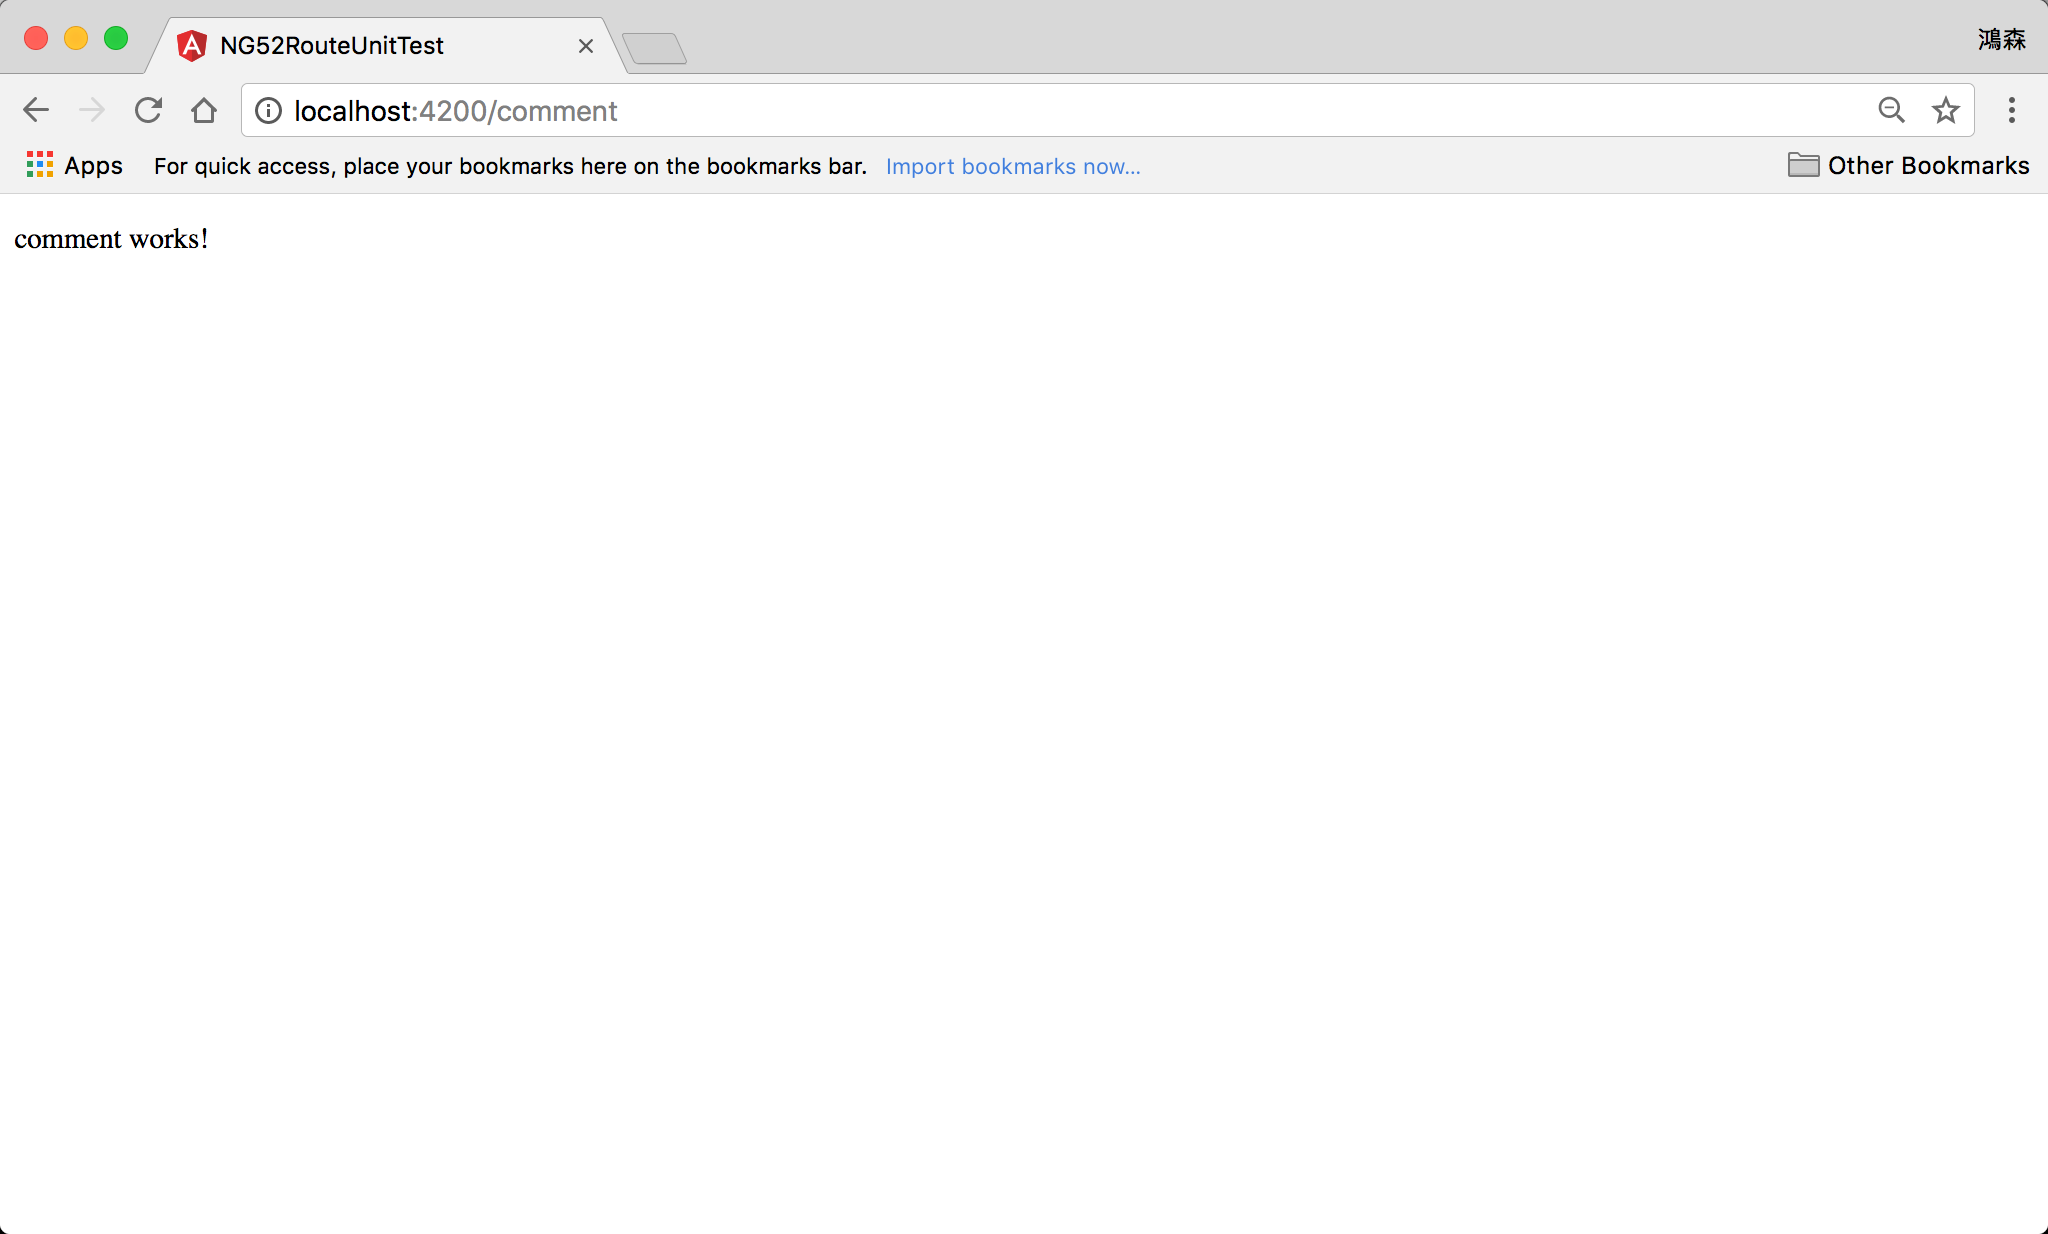 NG52RouteUnitTest
鴻森
localhost:4200/comment
Apps For quick access, place your bookmarks here on the bookmarks bar. Import bookmarks now... Other Bookmarks
comment works!